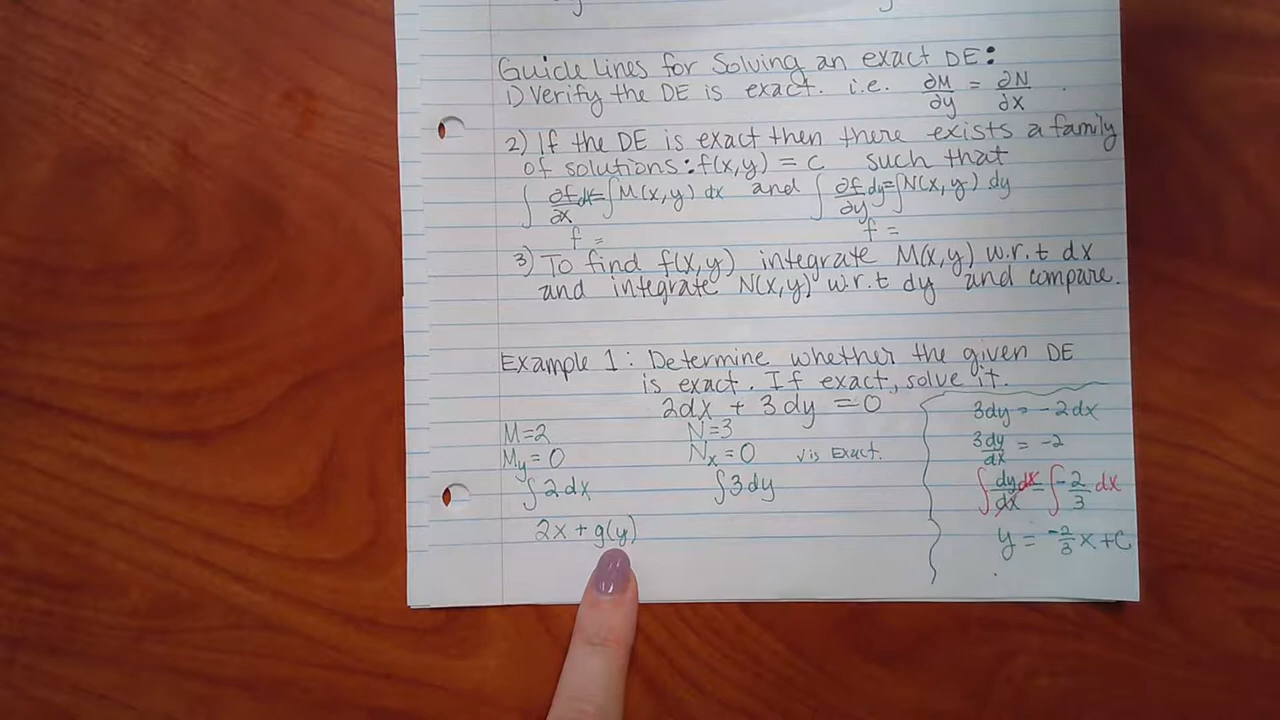 Guidelines for Solving an exact DE:
1) Verify the DE is exact. i.e. ∂M/∂y = ∂N/∂x.
2) If the DE is exact then there exists a family
of solutions: f(x,y) = C such that
∫ ∂f/∂x dx = ∫ M(x,y) dx and ∫ ∂f/∂y dy = ∫ N(x,y) dy
f = f =
3) To find f(x,y) integrate M(x,y) w.r.t dx
and integrate N(x,y) w.r.t dy and compare.
Example 1: Determine whether the given DE
is exact. If exact, solve it.
2dx + 3dy = 0
M=2 N=3
My = 0 Nx = 0 √ is Exact.
∫2dx ∫3dy
2x + g(y)
3dy = -2dx
3dy/dx = -2
∫ dy/dx dx = ∫ -2/3 dx
y = -2/3 x + C